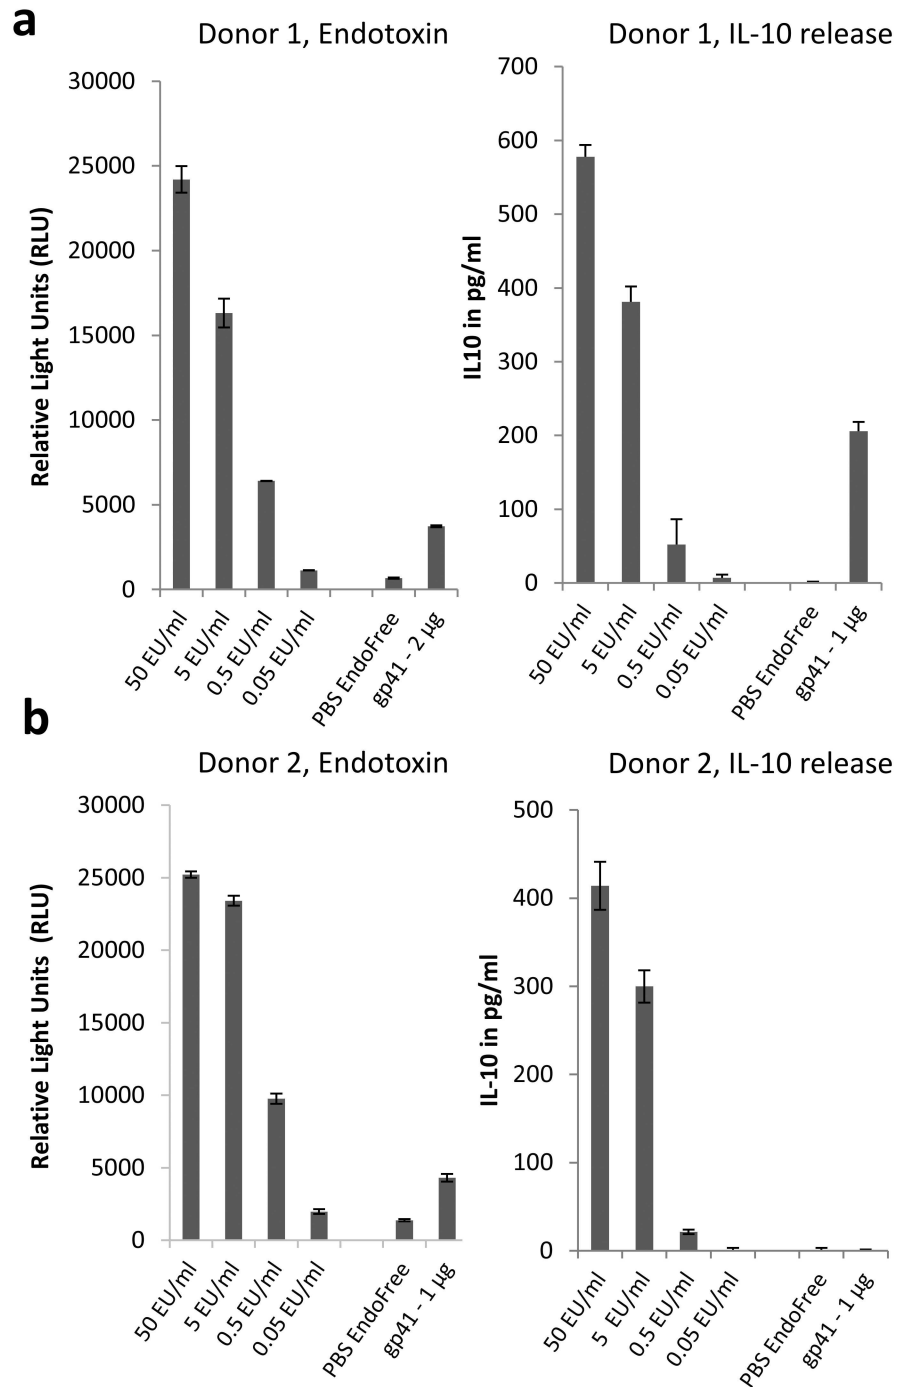 a
Donor 1, Endotoxin
Relative Light Units (RLU)
30000
25000
20000
15000
10000
5000
0
50 EU/ml
5 EU/ml
0.5 EU/ml
0.05 EU/ml
PBS EndoFree
gp41 - 2 µg
Donor 1, IL-10 release
IL10 in pg/ml
700
600
500
400
300
200
100
0
50 EU/ml
5 EU/ml
0.5 EU/ml
0.05 EU/ml
PBS EndoFree
gp41 - 1 µg
b
Donor 2, Endotoxin
Relative Light Units (RLU)
30000
25000
20000
15000
10000
5000
0
50 EU/ml
5 EU/ml
0.5 EU/ml
0.05 EU/ml
PBS EndoFree
gp41 - 1 µg
Donor 2, IL-10 release
IL-10 in pg/ml
500
400
300
200
100
0
50 EU/ml
5 EU/ml
0.5 EU/ml
0.05 EU/ml
PBS EndoFree
gp41 - 1 µg